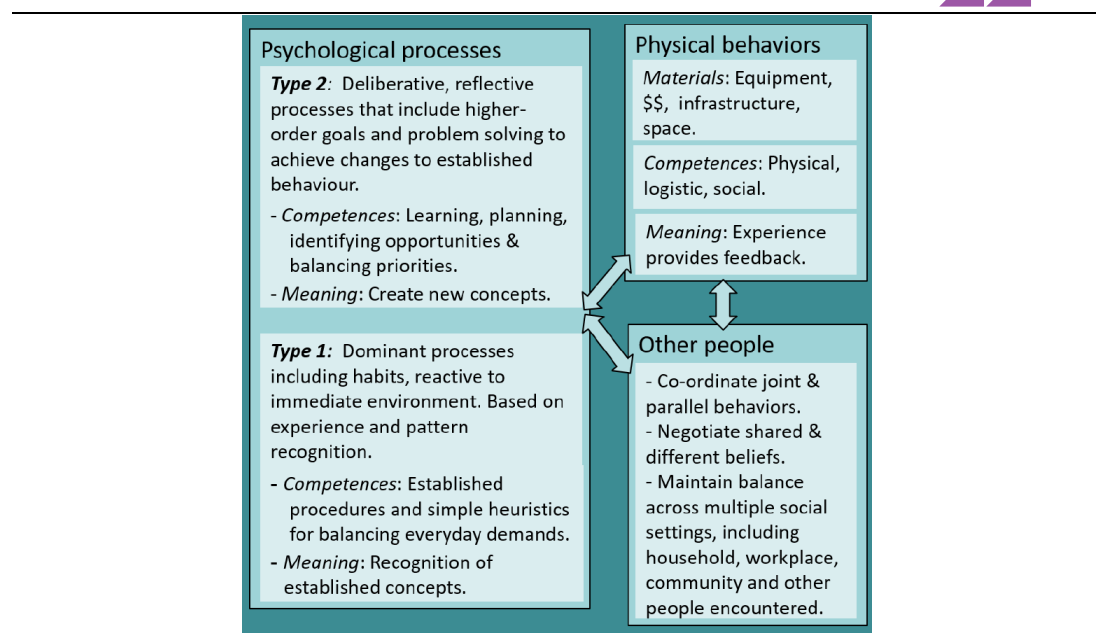 Psychological processes
Type 2:  Deliberative, reflective
processes that include higher-
order goals and problem solving to
achieve changes to established
behaviour.
- Competences: Learning, planning,
identifying opportunities &
balancing priorities.
- Meaning: Create new concepts.
Type 1:  Dominant processes
including habits, reactive to
immediate environment. Based on
experience and pattern
recognition.
- Competences: Established
procedures and simple heuristics
for balancing everyday demands.
- Meaning: Recognition of
established concepts.
Physical behaviors
Materials: Equipment,
$$,  infrastructure,
space.
Competences: Physical,
logistic, social.
Meaning: Experience
provides feedback.
Other people
- Co-ordinate joint &
parallel behaviors.
- Negotiate shared &
different beliefs.
- Maintain balance
across multiple social
settings, including
household, workplace,
community and other
people encountered.